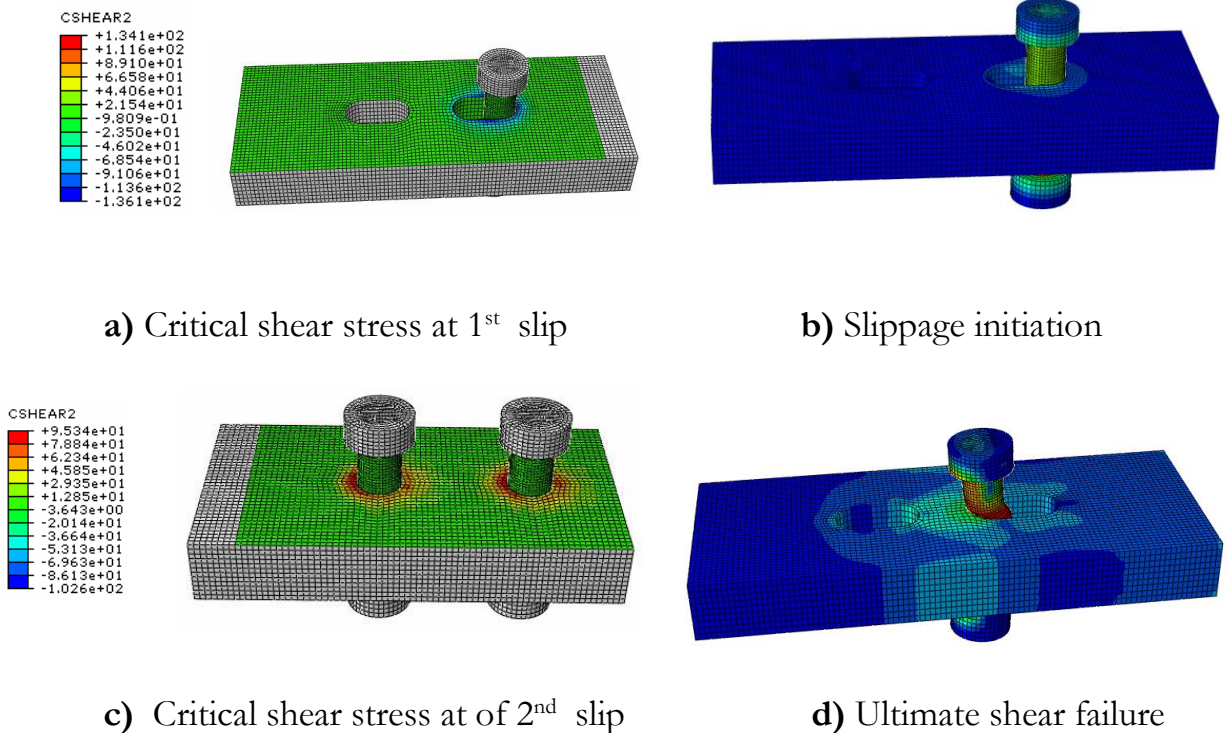 CSHEAR2
+1.341e+02
+1.116e+02
+8.910e+01
+6.658e+01
+4.406e+01
+2.154e+01
-9.809e-01
-2.350e+01
-4.602e+01
-6.854e+01
-9.106e+01
-1.136e+02
-1.361e+02
a) Critical shear stress at 1st slip
b) Slippage initiation
CSHEAR2
+9.534e+01
+7.884e+01
+6.234e+01
+4.585e+01
+2.935e+01
+1.285e+01
-3.643e+00
-2.014e+01
-3.664e+01
-5.313e+01
-6.963e+01
-8.613e+01
-1.026e+02
c) Critical shear stress at of 2nd slip
d) Ultimate shear failure